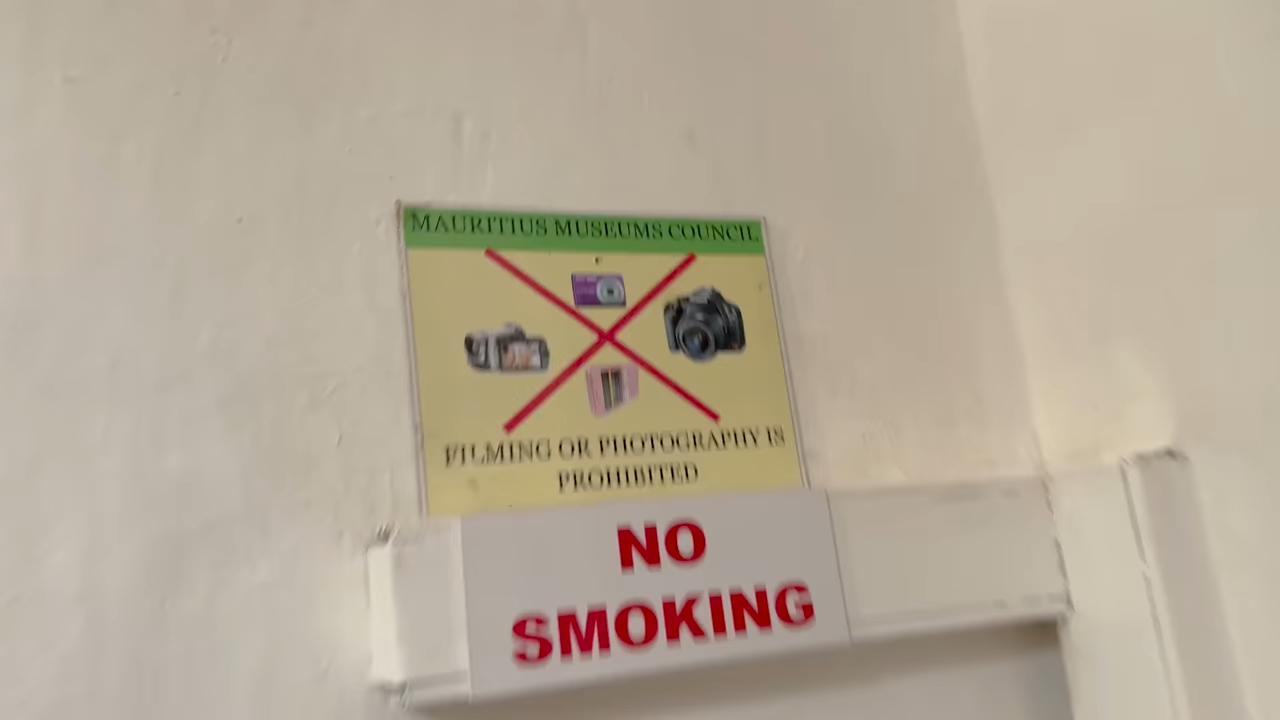 MAURITIUS MUSEUMS COUNCIL
FILMING OR PHOTOGRAPHY IS
PROHIBITED
NO
SMOKING